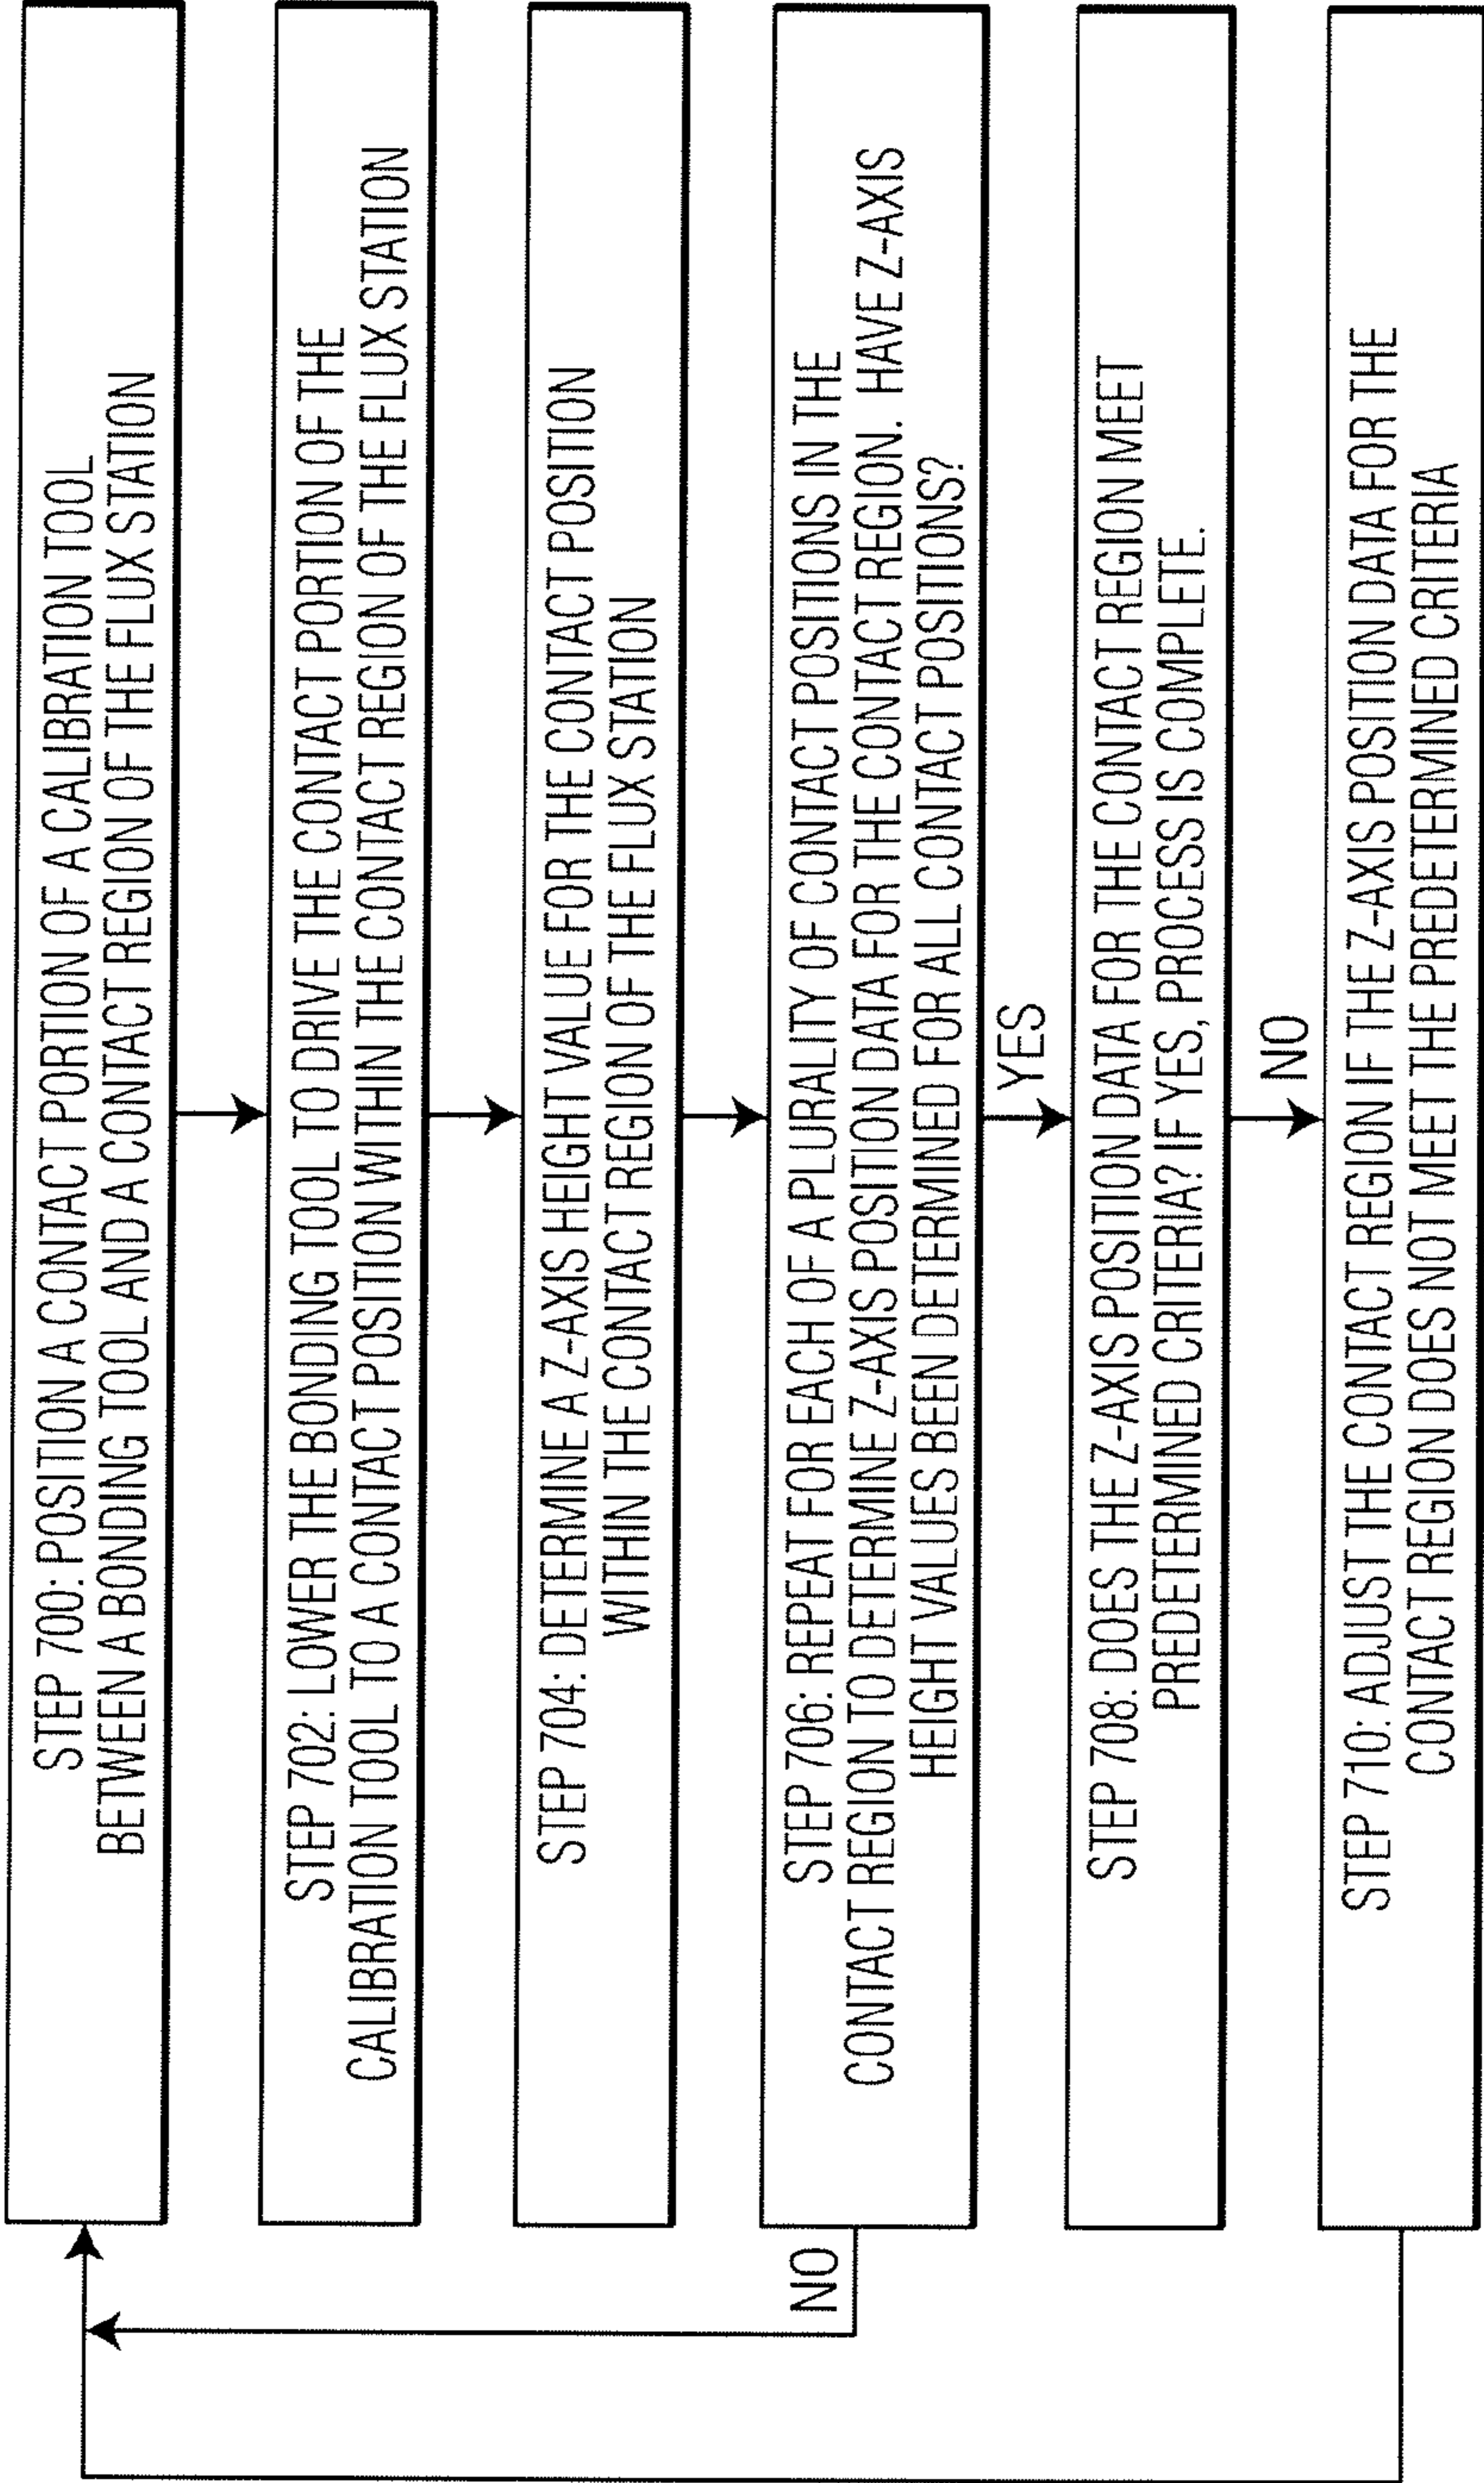 STEP 700: POSITION A CONTACT PORTION OF A CALIBRATION TOOL
BETWEEN A BONDING TOOL AND A CONTACT REGION OF THE FLUX STATION
STEP 702: LOWER THE BONDING TOOL TO DRIVE THE CONTACT PORTION OF THE
CALIBRATION TOOL TO A CONTACT POSITION WITHIN THE CONTACT REGION OF THE FLUX STATION
STEP 704: DETERMINE A Z-AXIS HEIGHT VALUE FOR THE CONTACT POSITION
WITHIN THE CONTACT REGION OF THE FLUX STATION
STEP 706: REPEAT FOR EACH OF A PLURALITY OF CONTACT POSITIONS IN THE
CONTACT REGION TO DETERMINE Z-AXIS POSITION DATA FOR THE CONTACT REGION. HAVE Z-AXIS
HEIGHT VALUES BEEN DETERMINED FOR ALL CONTACT POSITIONS?
NO
YES
STEP 708: DOES THE Z-AXIS POSITION DATA FOR THE CONTACT REGION MEET
PREDETERMINED CRITERIA? IF YES, PROCESS IS COMPLETE.
NO
STEP 710: ADJUST THE CONTACT REGION IF THE Z-AXIS POSITION DATA FOR THE
CONTACT REGION DOES NOT MEET THE PREDETERMINED CRITERIA